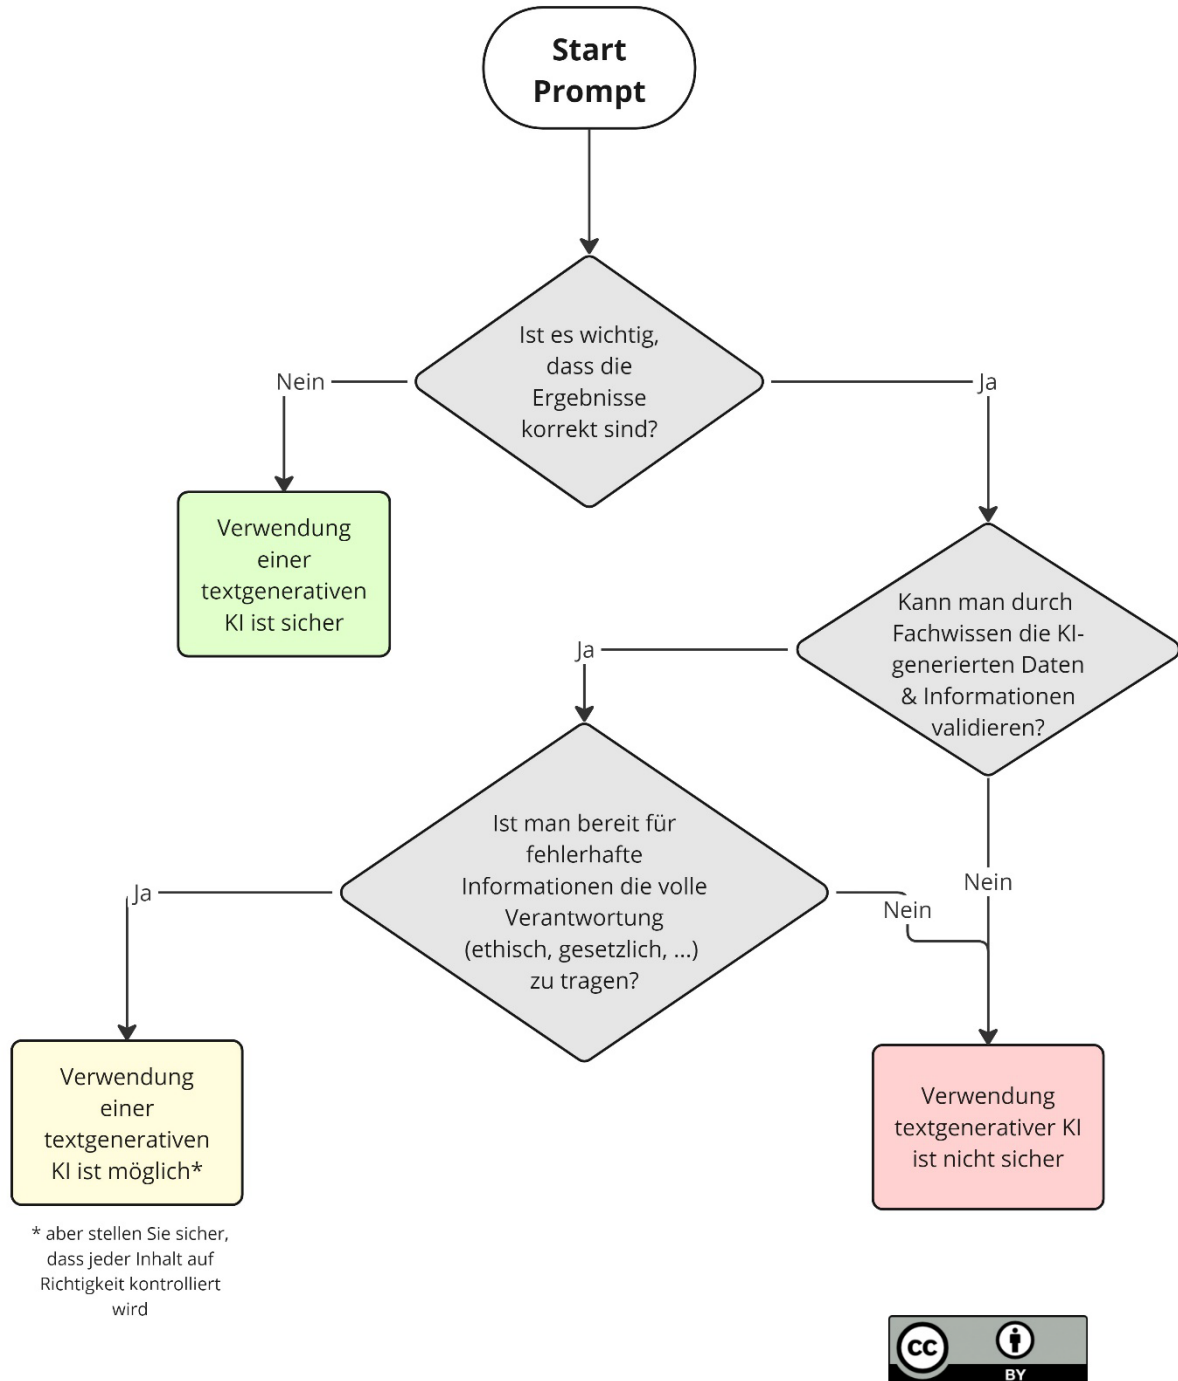 Start
Prompt
Ist es wichtig,
dass die
Ergebnisse
korrekt sind?
Nein
Ja
Verwendung
einer
textgenerativen
KI ist sicher
Kann man durch
Fachwissen die KI-
generierten Daten
& Informationen
validieren?
Ja
Ist man bereit für
fehlerhafte
Informationen die volle
Verantwortung
(ethisch, gesetzlich, ...)
zu tragen?
Nein
Ja
Nein
Verwendung
einer
textgenerativen
KI ist möglich*
Verwendung
textgenerativer KI
ist nicht sicher
* aber stellen Sie sicher,
dass jeder Inhalt auf
Richtigkeit kontrolliert
wird
CC
BY